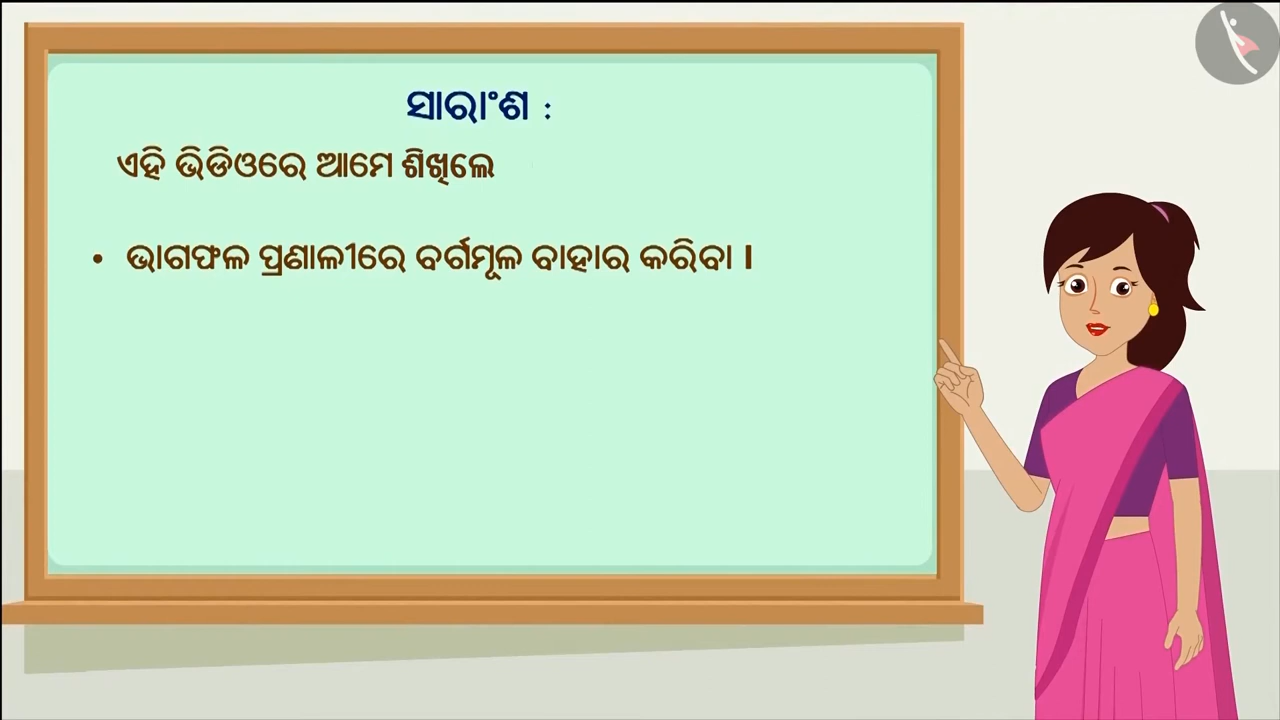 ସାରାଂଶ :
ଏହି ଭିଡିଓରେ ଆମେ ଶିଖିଲେ
• ଭାଗଫଳ ପ୍ରଣାଳୀରେ ବର୍ଗମୂଳ ବାହାର କରିବା ।